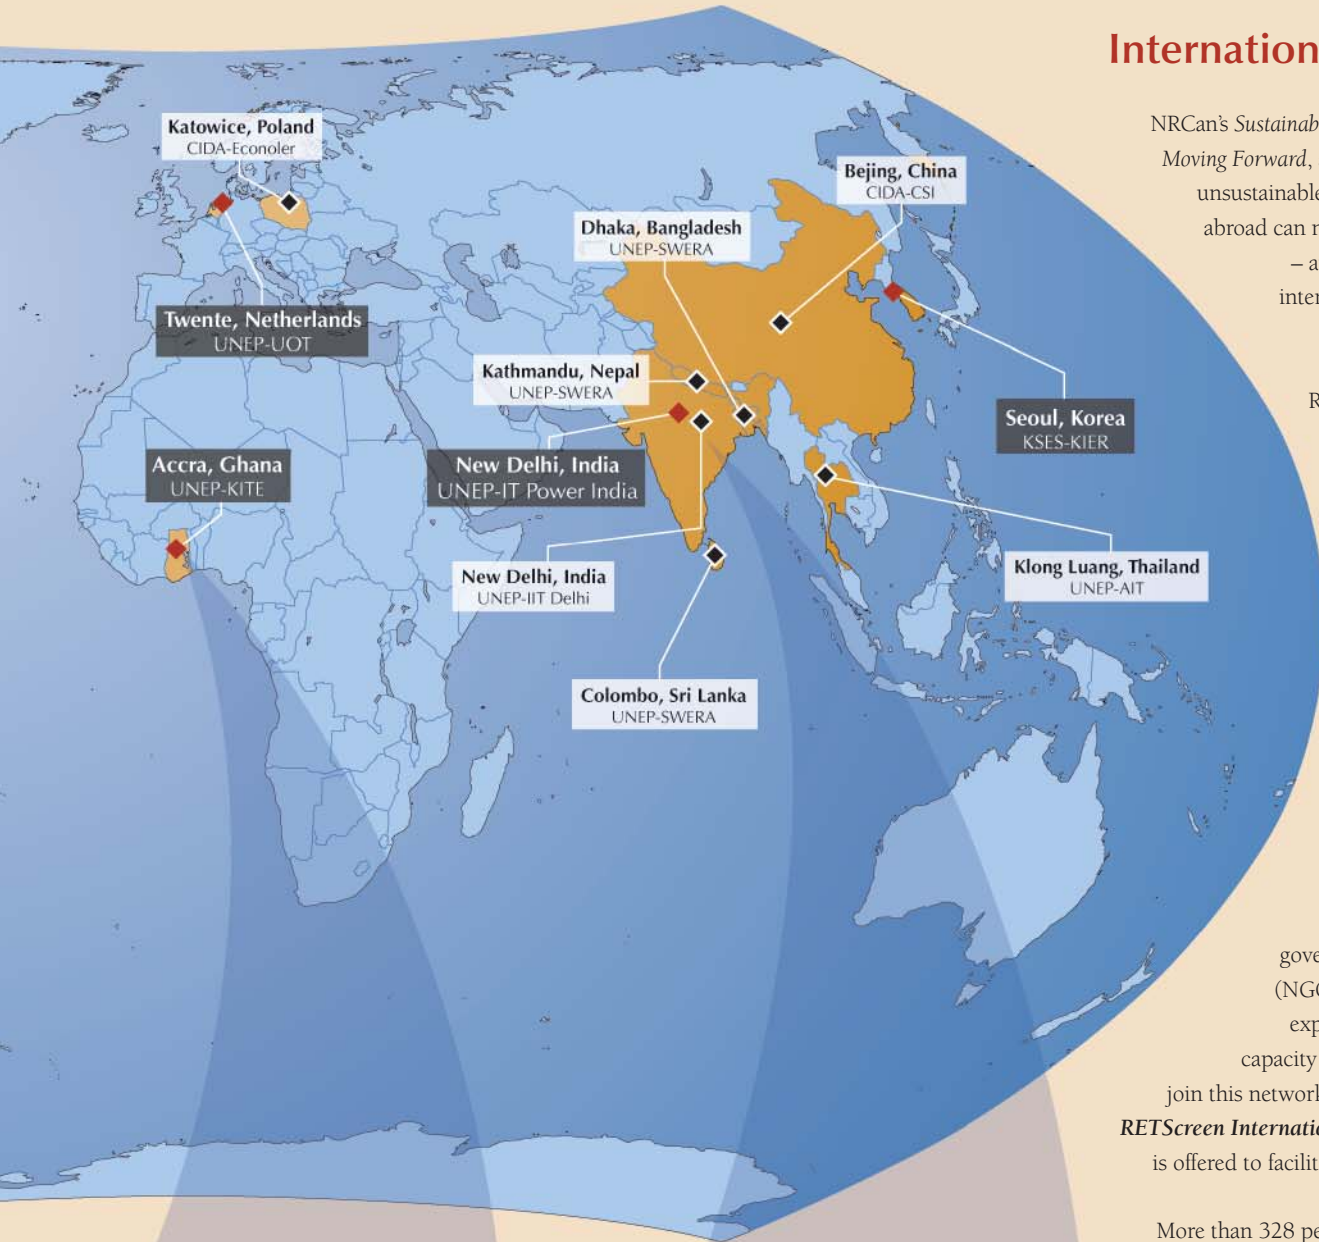 Internation
NRCan's Sustainab
Moving Forward,
unsustainable
abroad can
– a
inter
R
gove
(NGO
exp
capacity
join this network
RETScreen Internatio
is offered to facilit
More than 328 pe
Katowice, Poland
CIDA-Econoler
Bejing, China
CIDA-CSI
Dhaka, Bangladesh
UNEP-SWERA
Twente, Netherlands
UNEP-UOT
Kathmandu, Nepal
UNEP-SWERA
Seoul, Korea
KSES-KIER
Accra, Ghana
UNEP-KITE
New Delhi, India
UNEP-IT Power India
Klong Luang, Thailand
UNEP-AIT
New Delhi, India
UNEP-IIT Delhi
Colombo, Sri Lanka
UNEP-SWERA